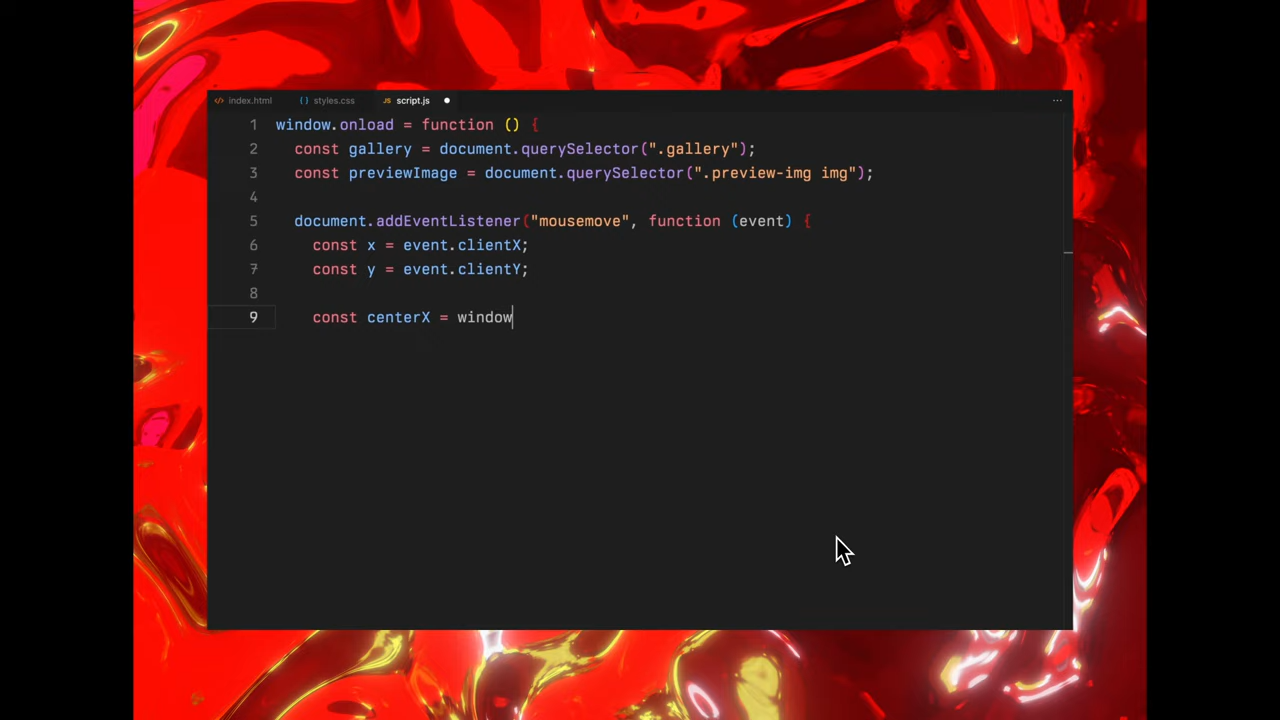 index.html styles.css JS script.js
1 window.onload = function () {
2 const gallery = document.querySelector(".gallery");
3 const previewImage = document.querySelector(".preview-img img");
4
5 document.addEventListener("mousemove", function (event) {
6 const x = event.clientX;
7 const y = event.clientY;
8
9 const centerX = window